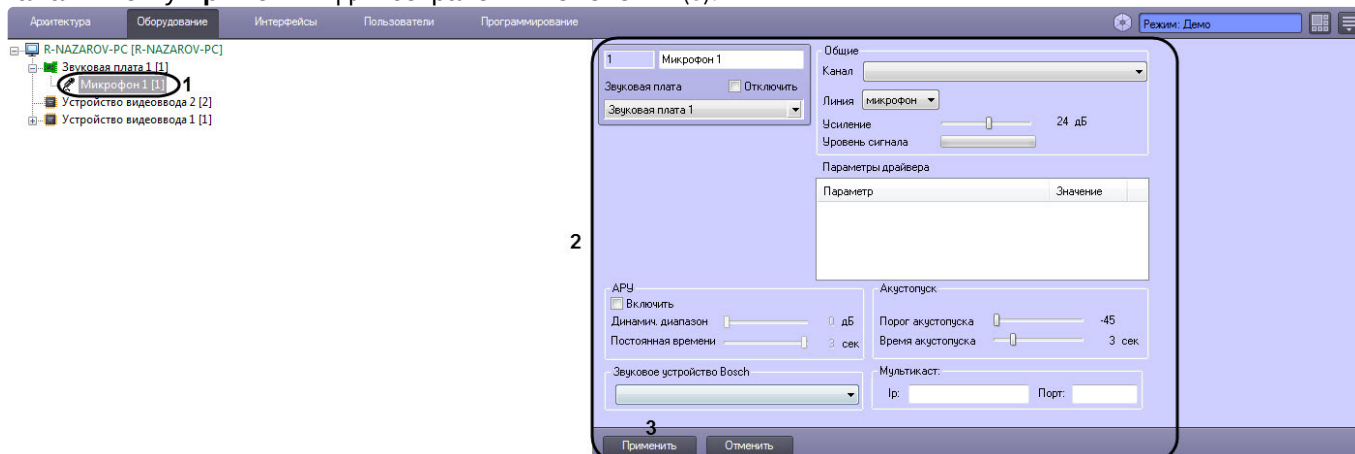 Архитектура Оборудование Интерфейсы Пользователи Программирование Режим: Демо
R-NAZAROV-PC [R-NAZAROV-PC]
Звуковая плата 1 [1]
Микрофон 1 [1] 1
Устройство видеоввода 2 [2]
Устройство видеоввода 1 [1]
1 Микрофон 1
Звуковая плата Отключить
Звуковая плата 1
Общие
Канал
Линия микрофон
Усиление 24 дБ
Уровень сигнала
Параметры драйвера
Параметр Значение
2
АРУ
Включить
Динамич. диапазон 0 дБ
Постоянная времени 3 сек
Акустопуск
Порог акустопуска -45
Время акустопуска 3 сек
Звуковое устройство Bosch
Мультикаст:
Ip: Порт:
3
Применить Отменить